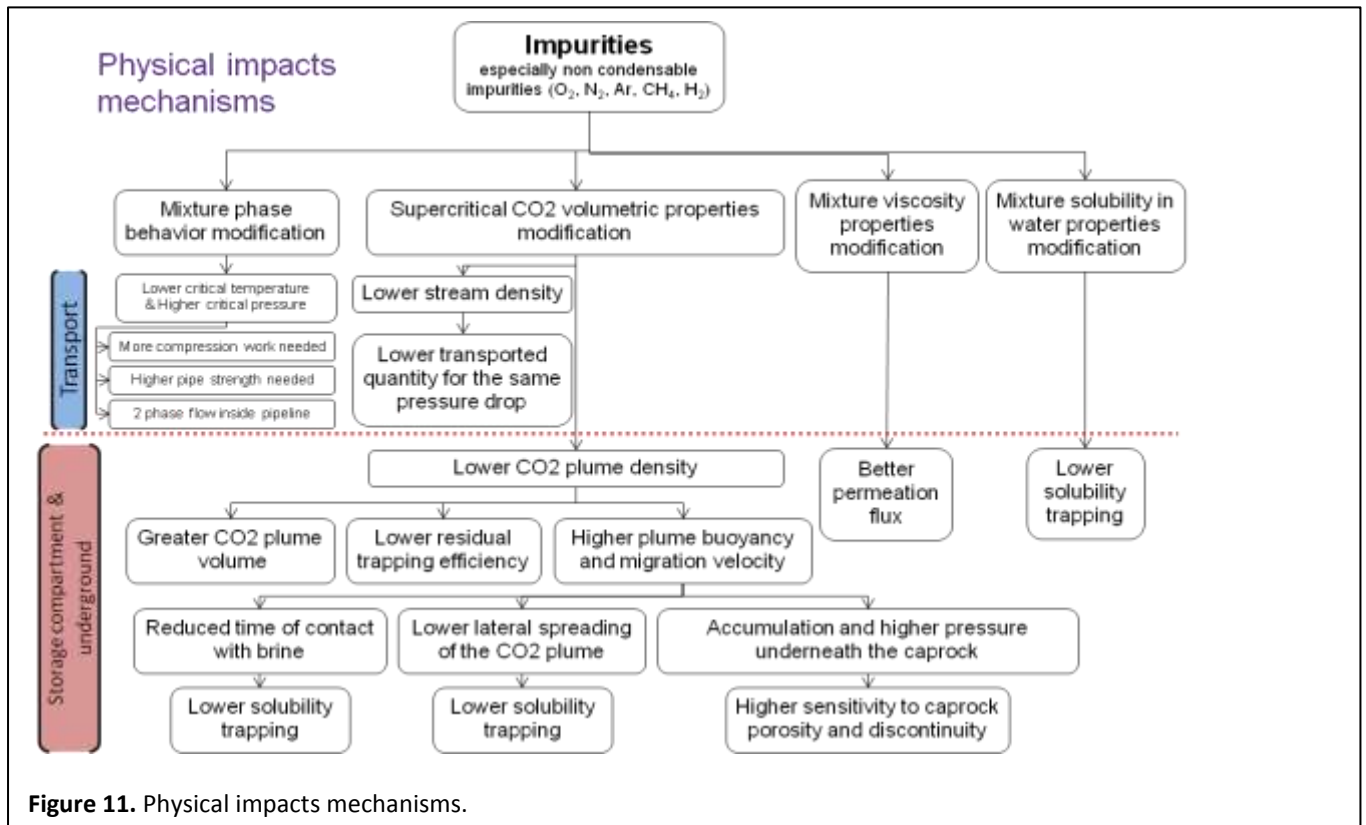 Physical impacts
mechanisms
Impurities
especially non condensable
impurities (O₂, N₂, Ar, CH₄, H₂)
Mixture phase
behavior modification
Supercritical CO2 volumetric properties
modification
Mixture viscosity
properties
modification
Mixture solubility in
water properties
modification
Transport
Lower critical temperature
& Higher critical pressure
More compression work needed
Higher pipe strength needed
2 phase flow inside pipeline
Lower stream density
Lower transported
quantity for the same
pressure drop
Storage compartment &
underground
Lower CO2 plume density
Better
permeation
flux
Lower
solubility
trapping
Greater CO2 plume
volume
Lower residual
trapping efficiency
Higher plume buoyancy
and migration velocity
Reduced time of contact
with brine
Lower lateral spreading
of the CO2 plume
Accumulation and higher pressure
underneath the caprock
Lower solubility
trapping
Lower solubility
trapping
Higher sensitivity to caprock
porosity and discontinuity
Figure 11. Physical impacts mechanisms.